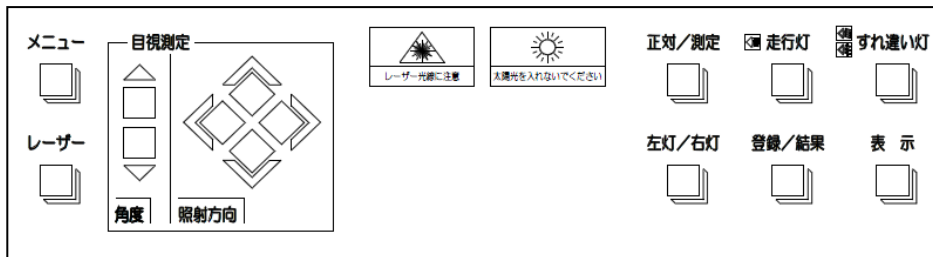 メニュー
目視測定
正対／測定
走行灯
すれ違い灯
レーザー光線に注意
太陽光を入れないでください
レーザー
左灯／右灯
登録／結果
表 示
角度
照射方向